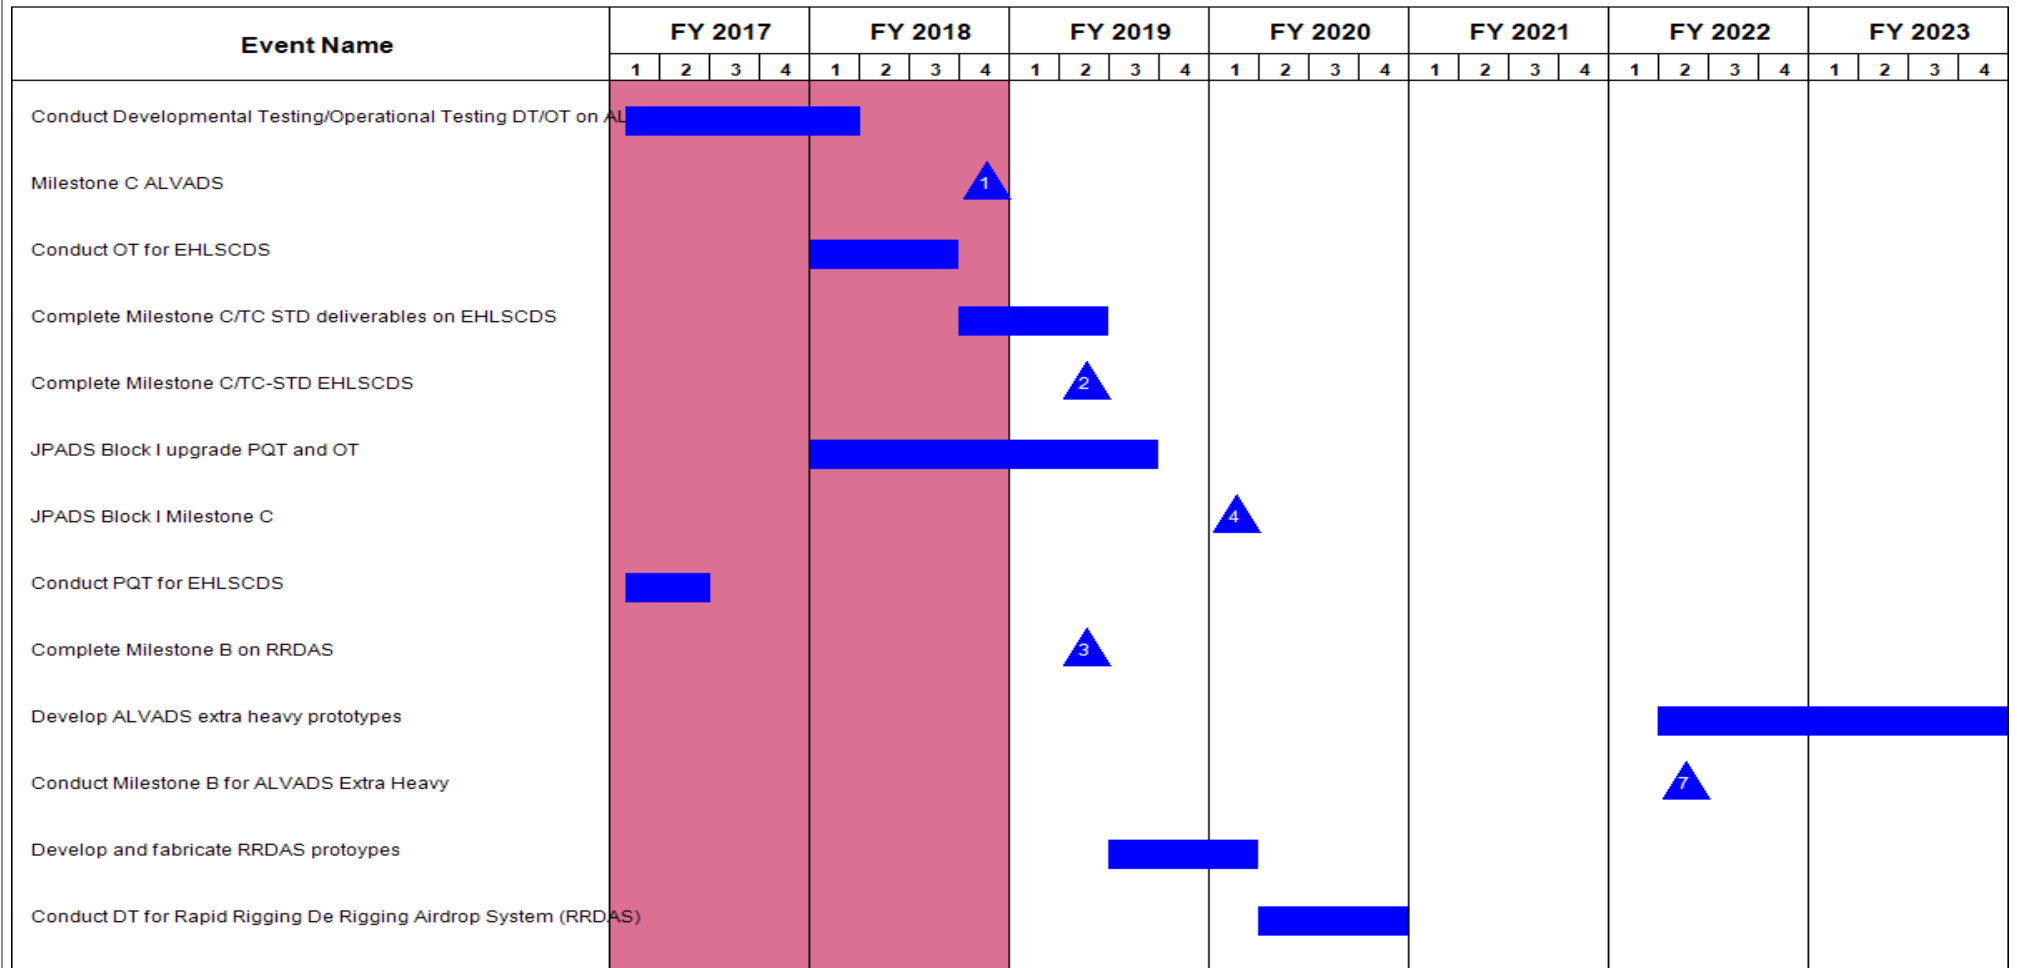 Event Name FY 2017 FY 2018 FY 2019 FY 2020 FY 2021 FY 2022 FY 2023
1 2 3 4 1 2 3 4 1 2 3 4 1 2 3 4 1 2 3 4 1 2 3 4 1 2 3 4
Conduct Developmental Testing/Operational Testing DT/OT on AL
Milestone C ALVADS 1
Conduct OT for EHLSCDS
Complete Milestone C/TC STD deliverables on EHLSCDS
Complete Milestone C/TC-STD EHLSCDS 2
JPADS Block I upgrade PQT and OT
JPADS Block I Milestone C 4
Conduct PQT for EHLSCDS
Complete Milestone B on RRDAS 3
Develop ALVADS extra heavy prototypes
Conduct Milestone B for ALVADS Extra Heavy 7
Develop and fabricate RRDAS protoypes
Conduct DT for Rapid Rigging De Rigging Airdrop System (RRDAS)